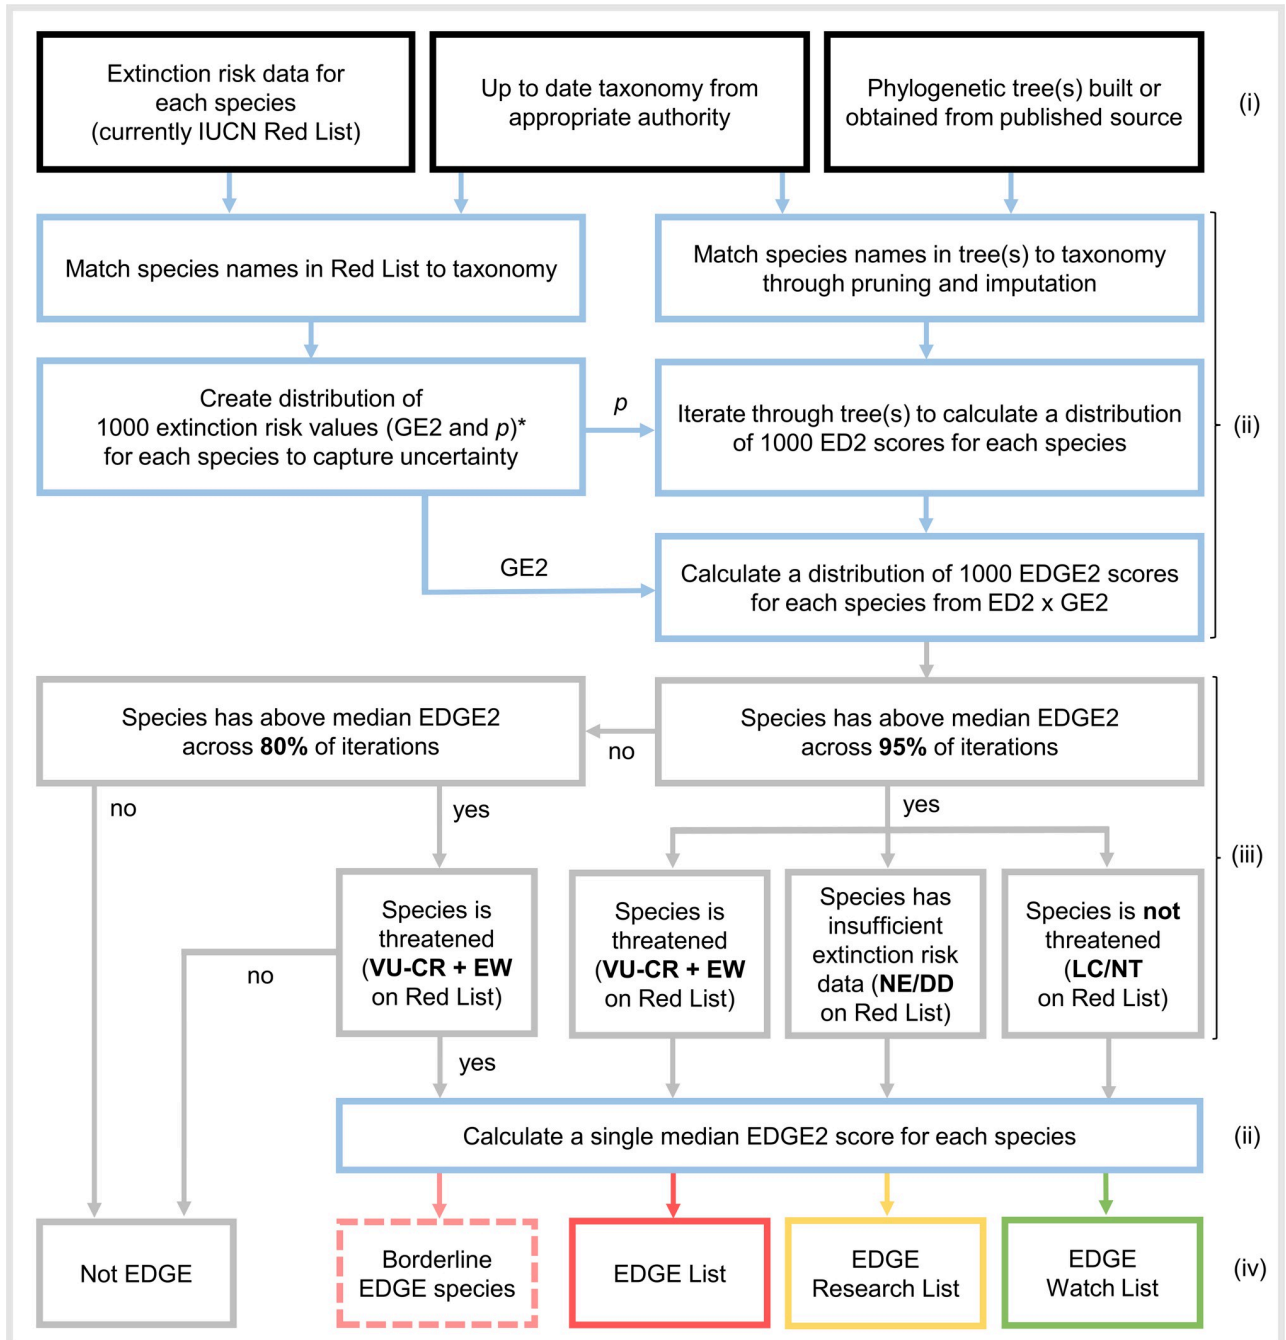 Extinction risk data for
each species
(currently IUCN Red List)
Up to date taxonomy from
appropriate authority
Phylogenetic tree(s) built or
obtained from published source
(i)
Match species names in Red List to taxonomy
Match species names in tree(s) to taxonomy
through pruning and imputation
Create distribution of
1000 extinction risk values (GE2 and p)*
for each species to capture uncertainty
p
Iterate through tree(s) to calculate a distribution
of 1000 ED2 scores for each species
(ii)
GE2
Calculate a distribution of 1000 EDGE2 scores
for each species from ED2 x GE2
Species has above median EDGE2
across 80% of iterations
no
Species has above median EDGE2
across 95% of iterations
no
yes
yes
(iii)
Species is
threatened
(VU-CR + EW
on Red List)
Species is
threatened
(VU-CR + EW
on Red List)
Species has
insufficient
extinction risk
data (NE/DD
on Red List)
Species is not
threatened
(LC/NT
on Red List)
no
yes
Calculate a single median EDGE2 score for each species
(ii)
Not EDGE
Borderline
EDGE species
EDGE List
EDGE
Research List
EDGE
Watch List
(iv)